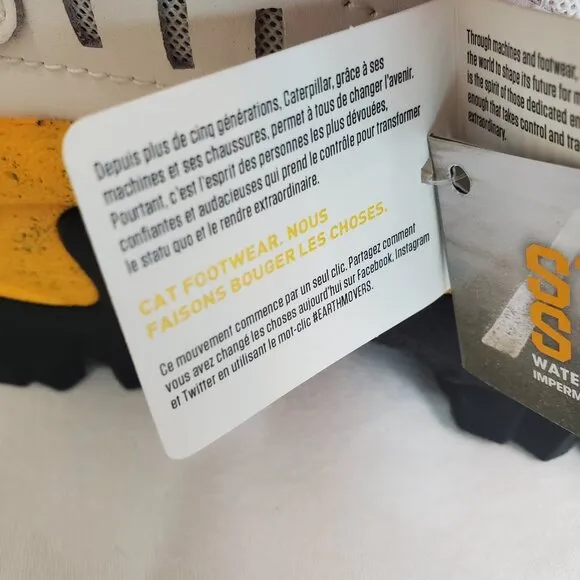 Depuis plus de cinq générations, Caterpillar, grâce à ses
machines et ses chaussures, permet à tous de changer l'avenir.
Pourtant, c'est l'esprit des personnes les plus dévouées,
confiantes et audacieuses qui prend le contrôle pour transformer
le statu quo et le rendre extraordinaire.
CAT FOOTWEAR. NOUS
FAISONS BOUGER LES CHOSES.
Ce mouvement commence par un seul clic. Partagez comment
vous avez changé les choses aujourd'hui sur Facebook, Instagram
et Twitter en utilisant le mot-clic #EARTHMOVERS.
Through machines and footwear,
the world to shape its future for
is the spirit of those dedicated
enough that takes control and
extraordinary.